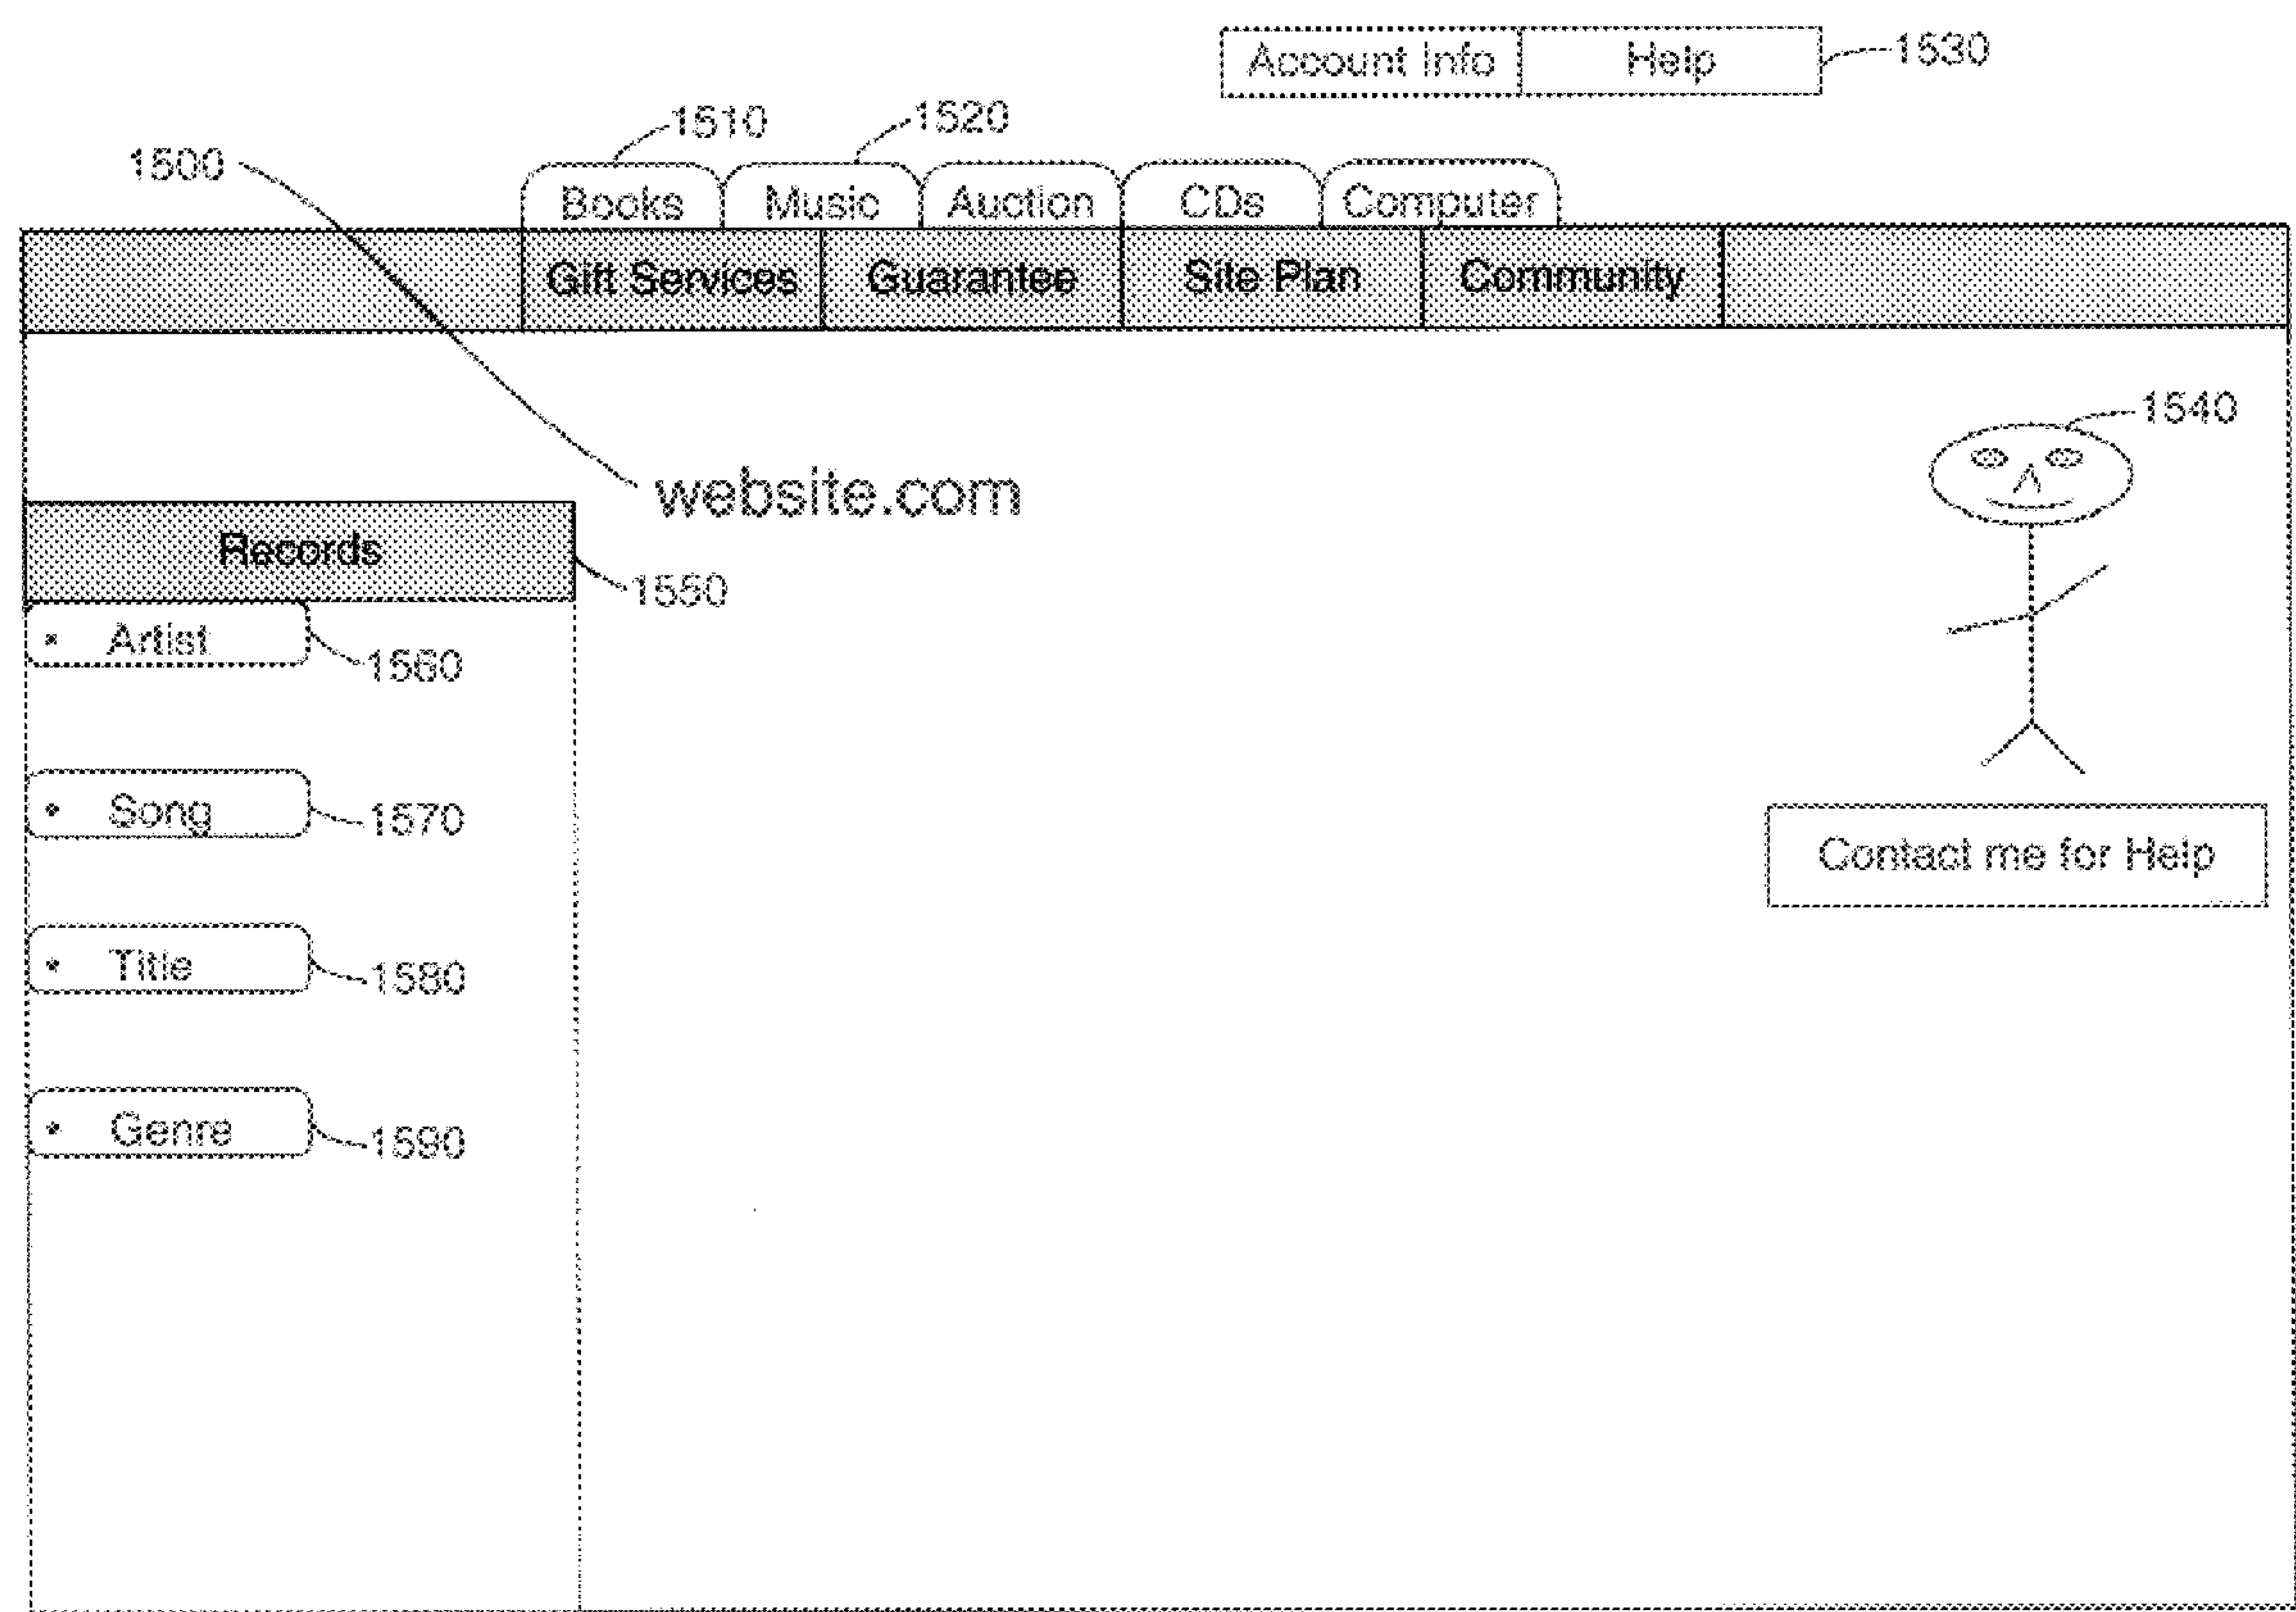 Account Info Help 1530
1510 1520
1500
Books Music Auction CDs Computer
Gift Services Guarantee Site Plan Community
1540
website.com
Records
1550
• Artist
1560
• Song
1570
Contact me for Help
• Title
1580
• Genre
1590